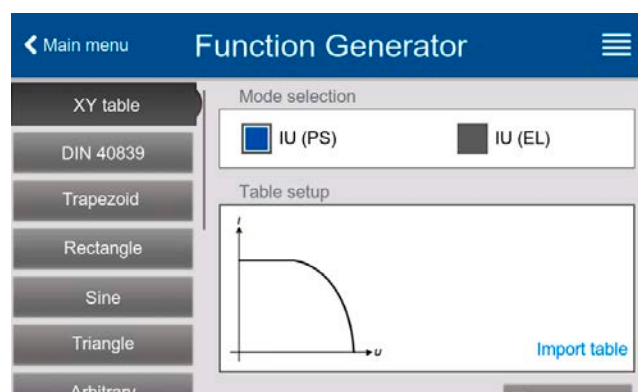 Main menu
Function Generator
XY table
DIN 40839
Trapezoid
Rectangle
Sine
Triangle
Arbitrary
Mode selection
IU (PS)
IU (EL)
Table setup
I
U
Import table